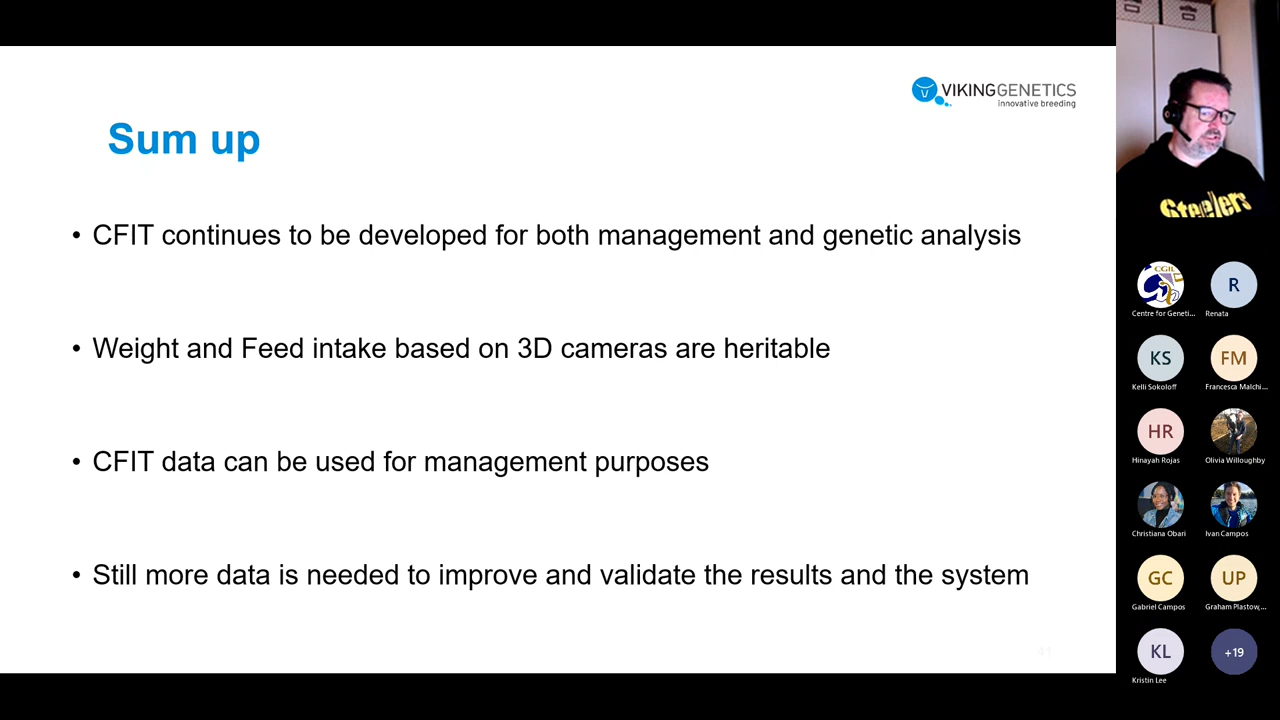 VIKINGGENETICS
innovative breeding
Sum up
• CFIT continues to be developed for both management and genetic analysis
• Weight and Feed intake based on 3D cameras are heritable
• CFIT data can be used for management purposes
• Still more data is needed to improve and validate the results and the system
41
Steelers
CGIL
Centre for Geneti...
R
Renata
KS
Kelli Sokoloff
FM
Francesca Malchi...
HR
Hinayah Rojas
Olivia Willoughby
Christiana Obari
Ivan Campos
GC
Gabriel Campos
UP
Graham Plastow,...
KL
Kristin Lee
+19